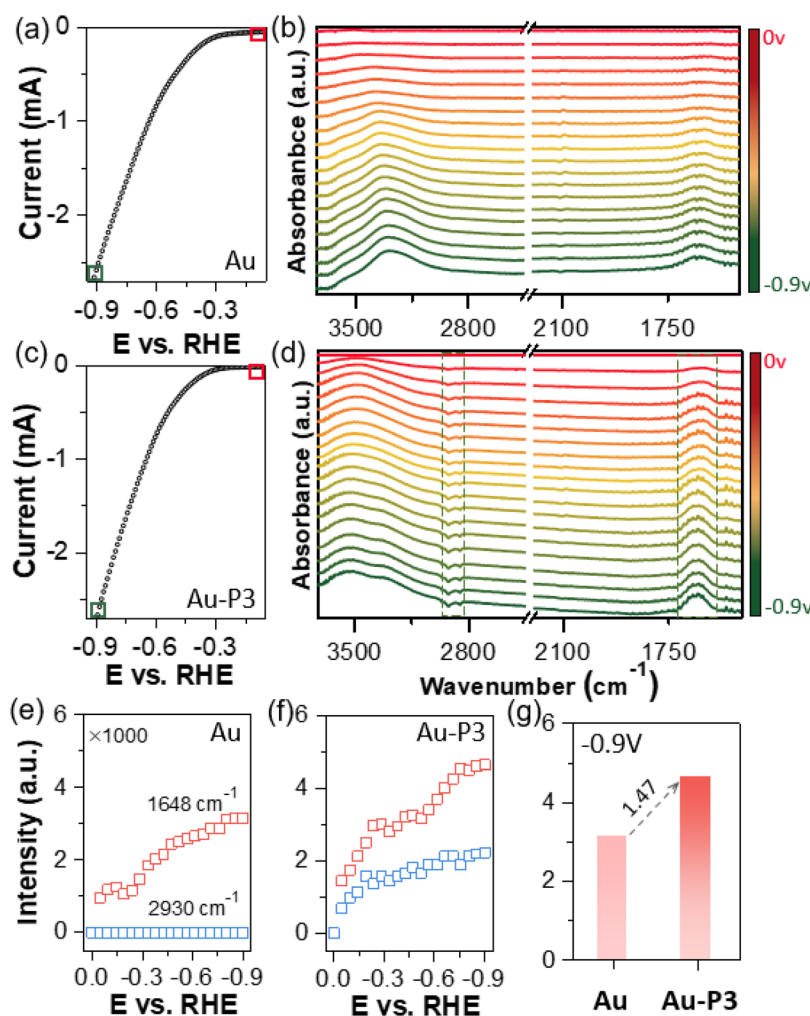 (a)
0
-1
-2
Current (mA)
Au
-0.9 -0.6 -0.3
E vs. RHE
(b)
Absorbanbce (a.u.)
0v
-0.9v
3500 2800 2100 1750
(c)
0
-1
-2
Current (mA)
Au-P3
-0.9 -0.6 -0.3
E vs. RHE
(d)
Absorbance (a.u.)
0v
-0.9v
3500 2800 2100 1750
Wavenumber (cm⁻¹)
(e)
6
4
2
0
Intensity (a.u.)
×1000
Au
1648 cm⁻¹
2930 cm⁻¹
0.0 -0.3 -0.6 -0.9
E vs. RHE
(f)
6
4
2
0
Au-P3
0.0 -0.3 -0.6 -0.9
E vs. RHE
(g)
6
4
2
0
-0.9V
1.47
Au Au-P3